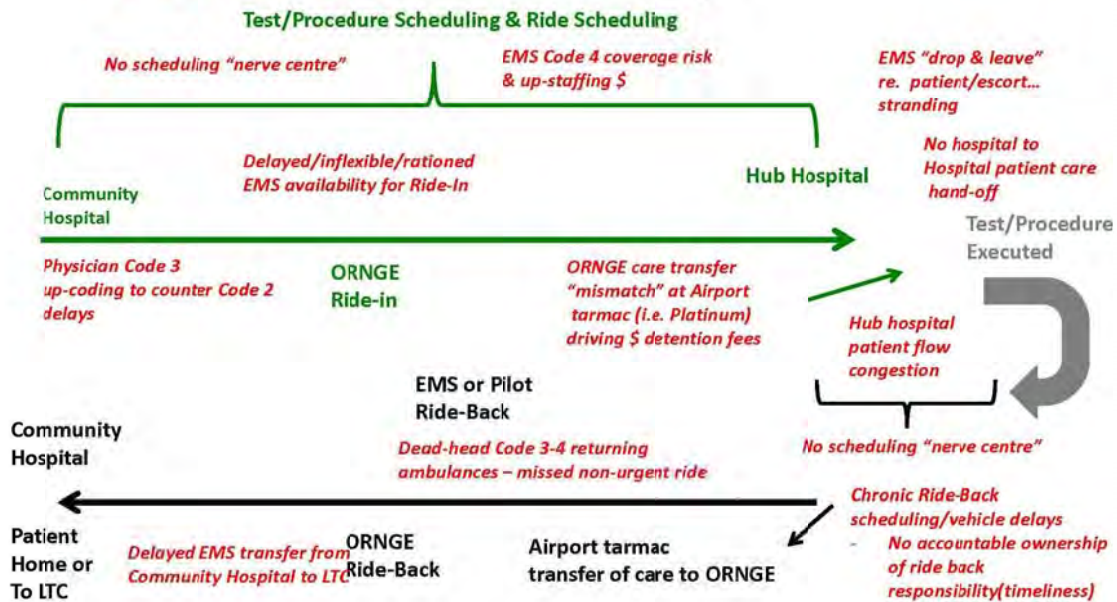 Test/Procedure Scheduling & Ride Scheduling
No scheduling “nerve centre”
EMS Code 4 coverage risk
& up-staffing $
EMS “drop & leave”
re. patient/escort...
stranding
Delayed/inflexible/rationed
EMS availability for Ride-In
No hospital to
Hospital patient care
hand-off
Community
Hospital
Hub Hospital
Test/Procedure
Executed
Physician Code 3
up-coding to counter Code 2
delays
ORNGE
Ride-in
ORNGE care transfer
“mismatch” at Airport
tarmac (i.e. Platinum)
driving $ detention fees
Hub hospital
patient flow
congestion
EMS or Pilot
Ride-Back
Community
Hospital
Dead-head Code 3-4 returning
ambulances – missed non-urgent ride
No scheduling “nerve centre”
Chronic Ride-Back
scheduling/vehicle delays
- No accountable ownership
of ride back
responsibility(timeliness)
Patient
Home or
To LTC
Delayed EMS transfer from
Community Hospital to LTC
ORNGE
Ride-Back
Airport tarmac
transfer of care to ORNGE